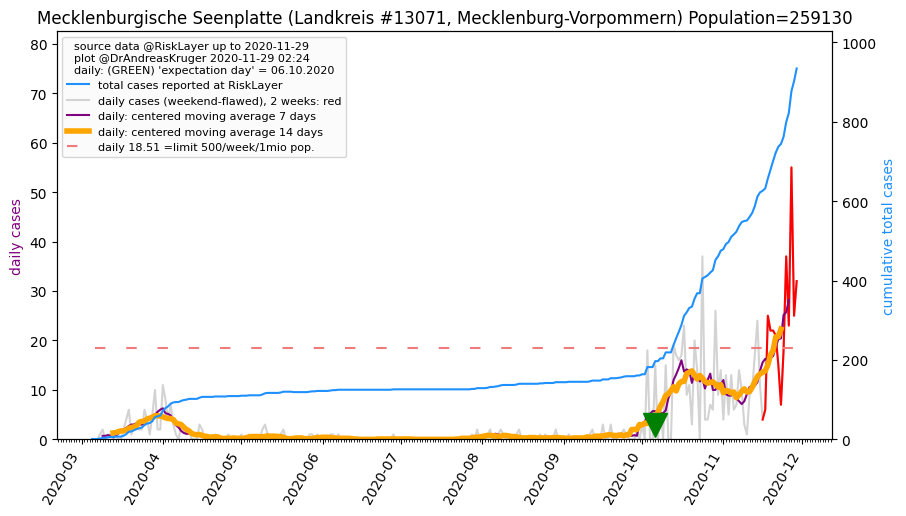 Mecklenburgische Seenplatte (Landkreis #13071, Mecklenburg-Vorpommern) Population=259130
source data @RiskLayer up to 2020-11-29
plot @DrAndreasKruger 2020-11-29 02:24
daily: (GREEN) 'expectation day' = 06.10.2020
total cases reported at RiskLayer
daily cases (weekend-flawed), 2 weeks: red
daily: centered moving average 7 days
daily: centered moving average 14 days
daily 18.51 =limit 500/week/1mio pop.
daily cases
80
70
60
50
40
30
20
10
0
cumulative total cases
1000
800
600
400
200
0
2020-03
2020-04
2020-05
2020-06
2020-07
2020-08
2020-09
2020-10
2020-11
2020-12